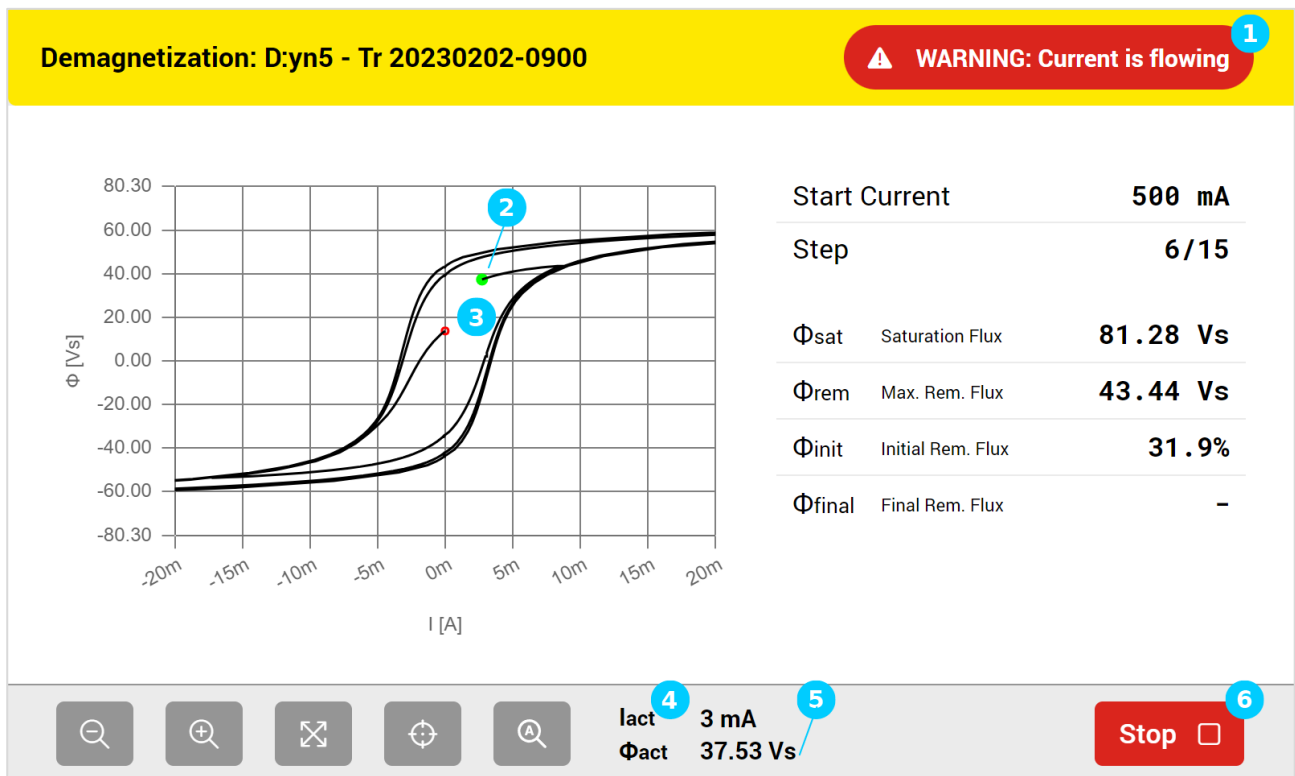 1
Demagnetization: D:yn5 - Tr 20230202-0900
WARNING: Current is flowing
80.30
60.00
40.00
20.00
0.00
-20.00
-40.00
-60.00
-80.30
Φ [Vs]
2
3
-20m -15m -10m -5m 0m 5m 10m 15m 20m
I [A]
Start Current 500 mA
Step 6/15
Φsat Saturation Flux 81.28 Vs
Φrem Max. Rem. Flux 43.44 Vs
Φinit Initial Rem. Flux 31.9%
Φfinal Final Rem. Flux –
4
5
6
A
Iact 3 mA
Φact 37.53 Vs
Stop